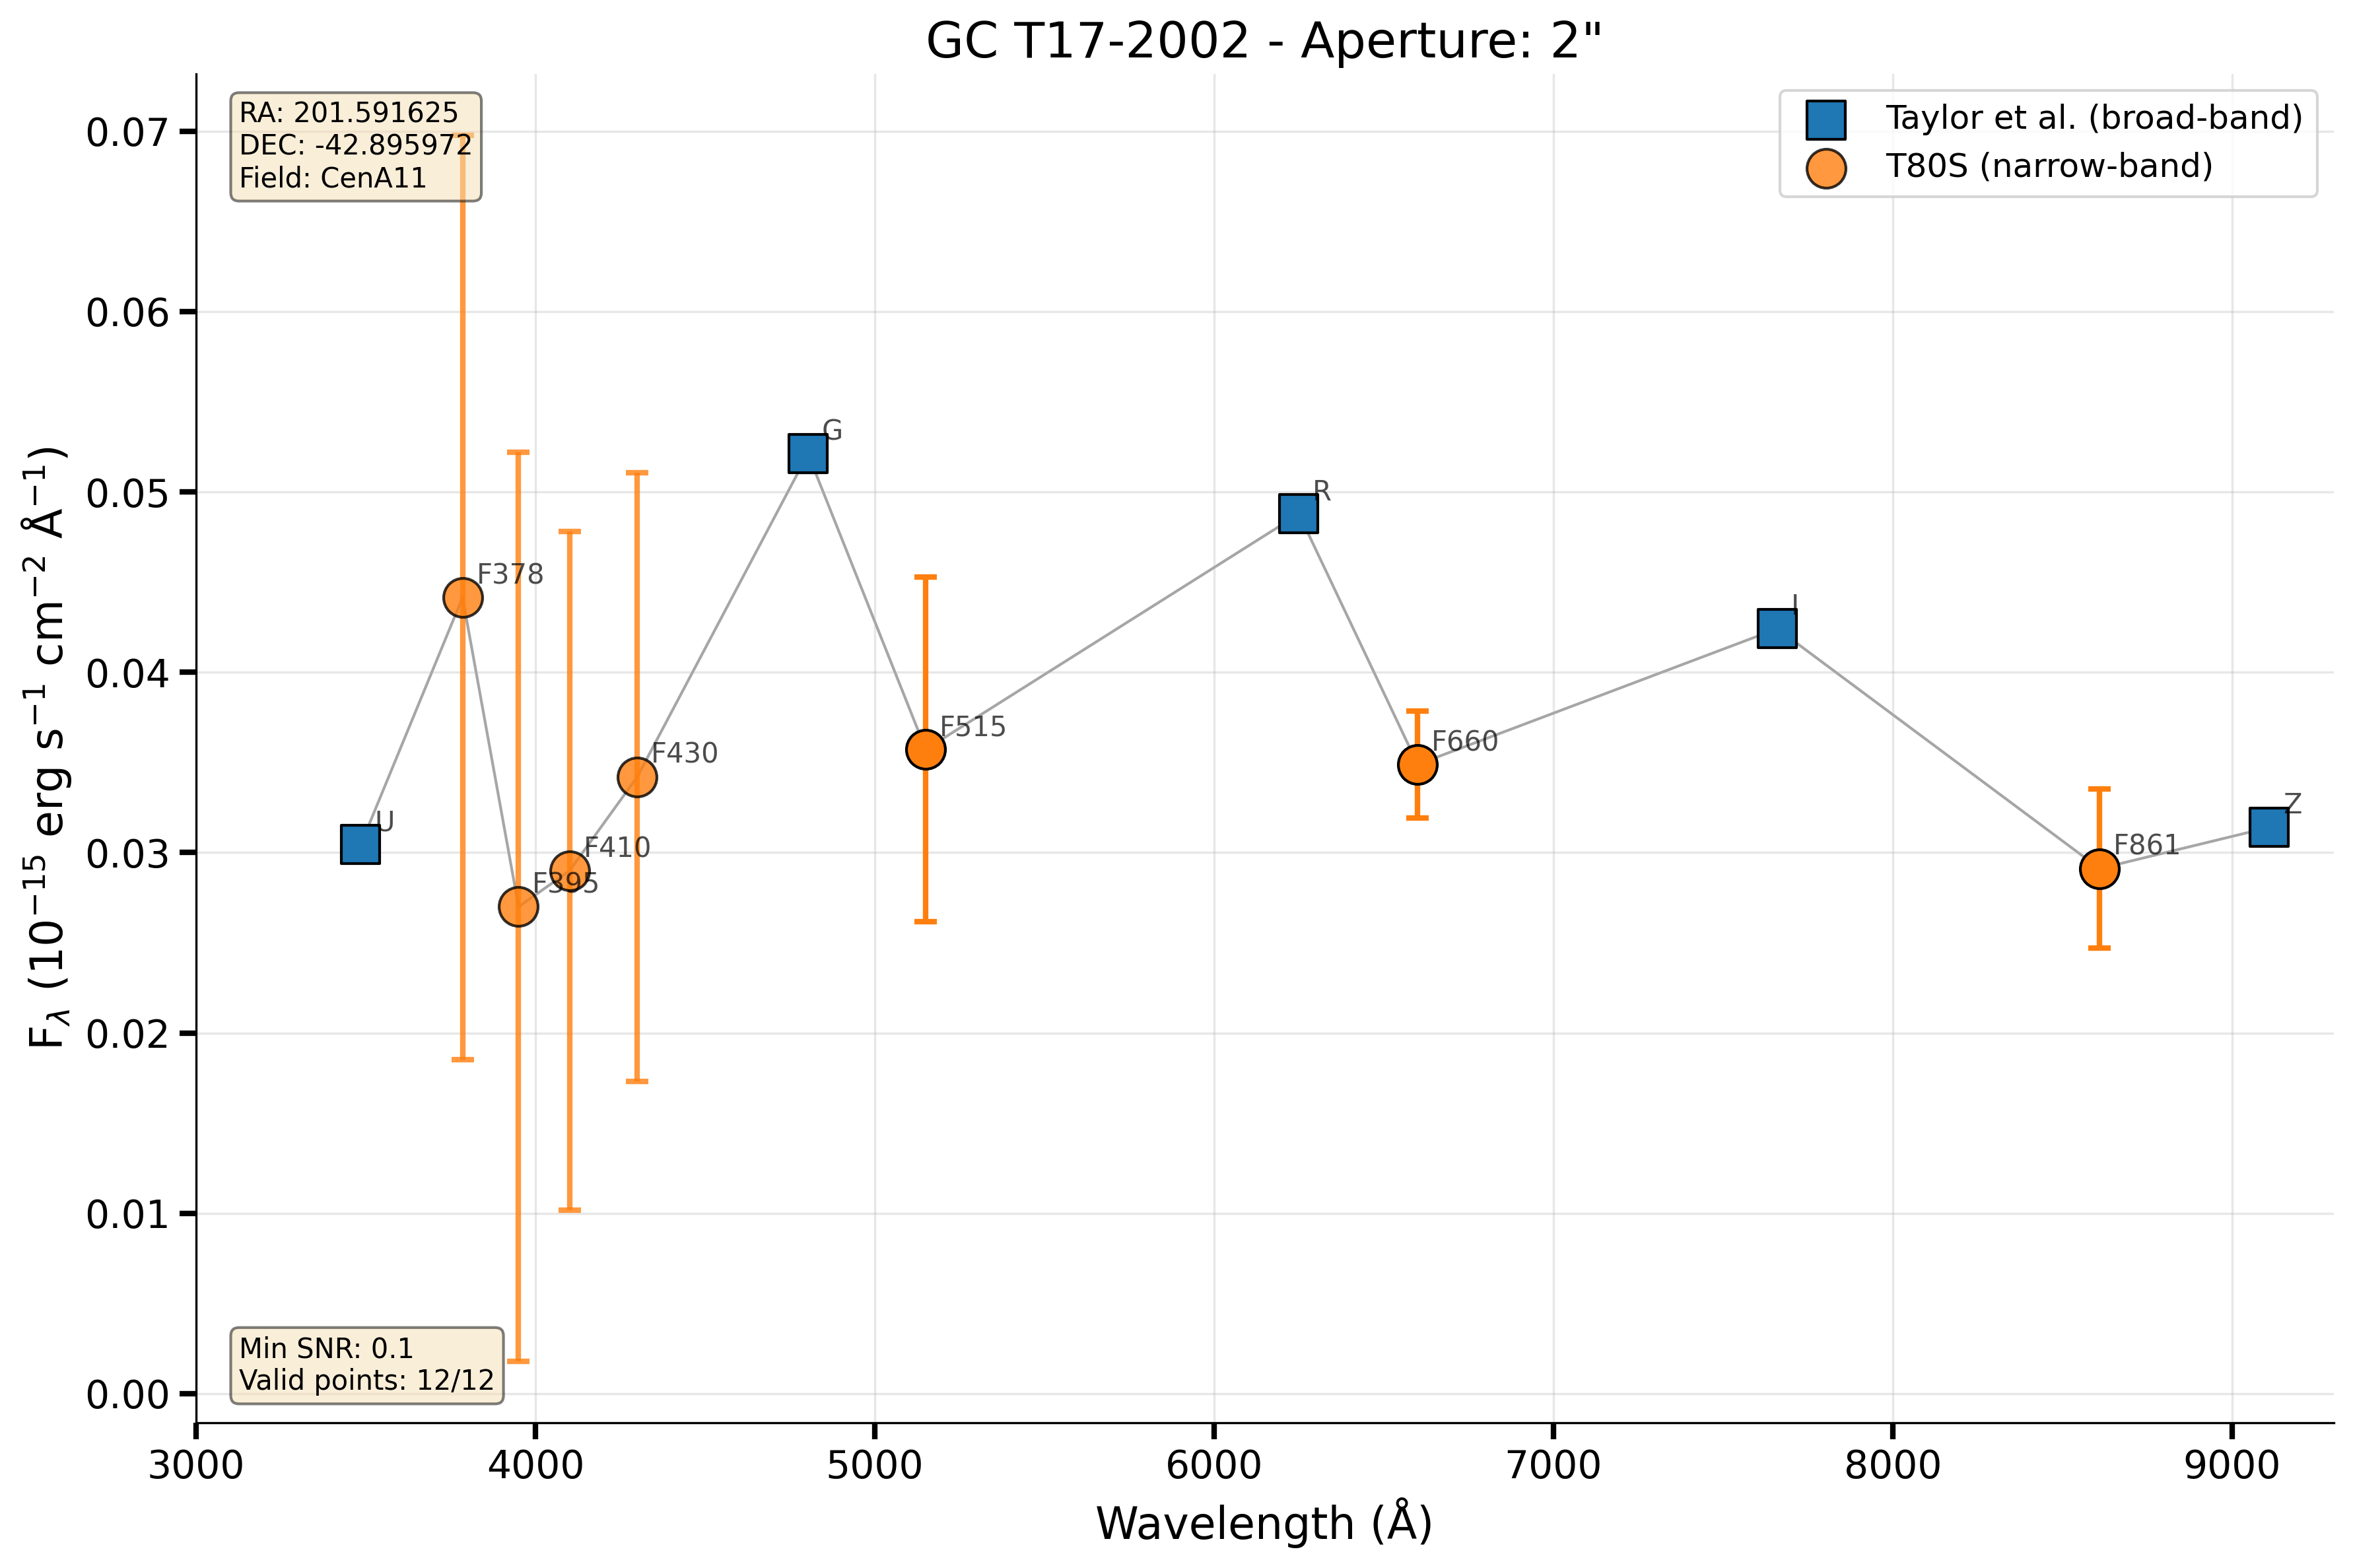 GC T17-2002 - Aperture: 2"
RA: 201.591625
DEC: -42.895972
Field: CenA11
Taylor et al. (broad-band)
T80S (narrow-band)
0.07
0.06
0.05
0.04
0.03
0.02
0.01
0.00
F_λ (10⁻¹⁵ erg s⁻¹ cm⁻² Å⁻¹)
U
F378
F395
F410
F430
G
F515
R
F660
I
F861
Z
Min SNR: 0.1
Valid points: 12/12
3000 4000 5000 6000 7000 8000 9000
Wavelength (Å)